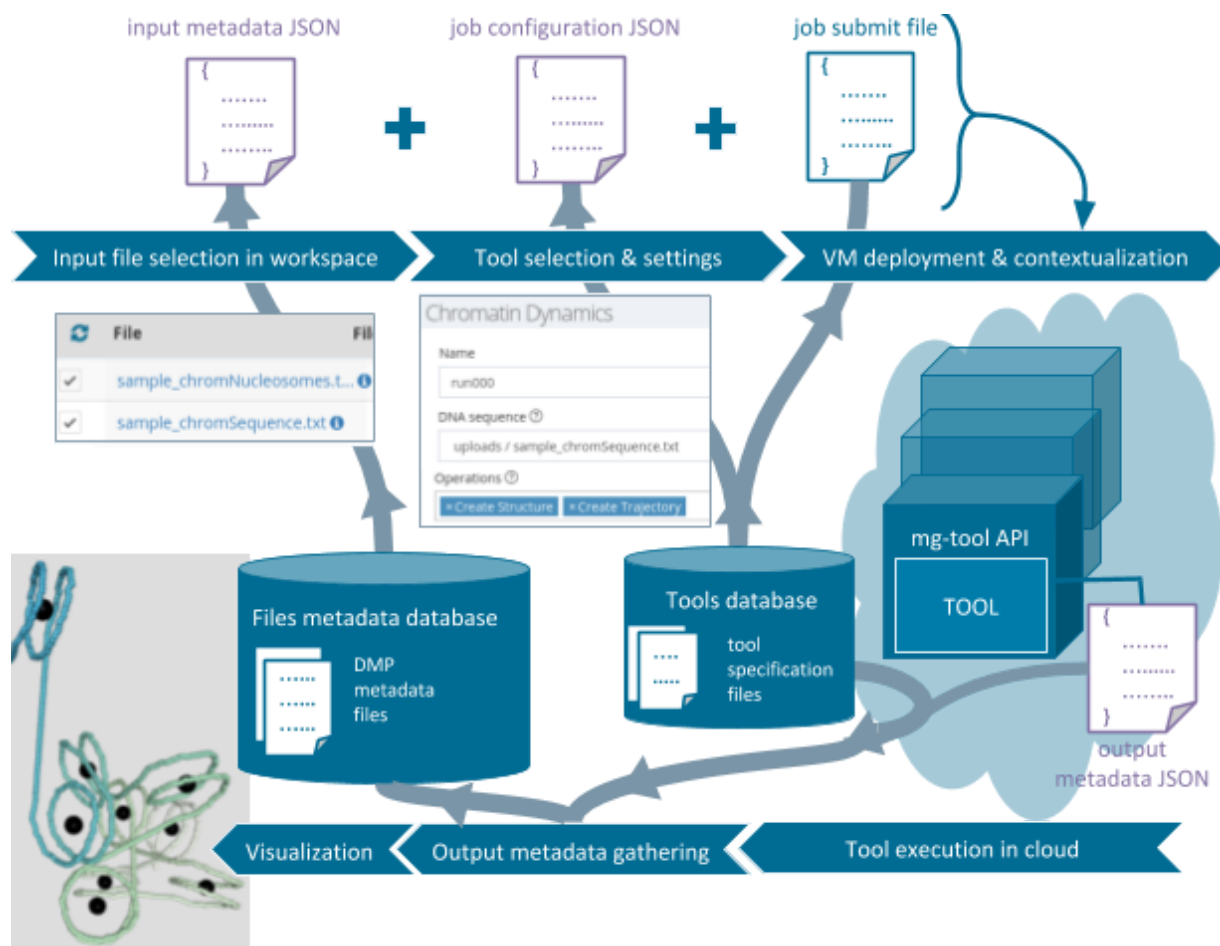 input metadata JSON
job configuration JSON
job submit file
{
.......
.........
........
}
{
.......
.........
........
}
{
.......
.........
........
}
Input file selection in workspace
Tool selection & settings
VM deployment & contextualization
File
Fil
sample_chromNucleosomes.t...
sample_chromSequence.txt
Chromatin Dynamics
Name
run000
DNA sequence
uploads / sample_chromSequence.txt
Operations
× Create Structure
× Create Trajectory
mg-tool API
TOOL
Files metadata database
DMP
metadata
files
Tools database
tool
specification
files
{
.......
.........
........
}
output
metadata JSON
Visualization
Output metadata gathering
Tool execution in cloud